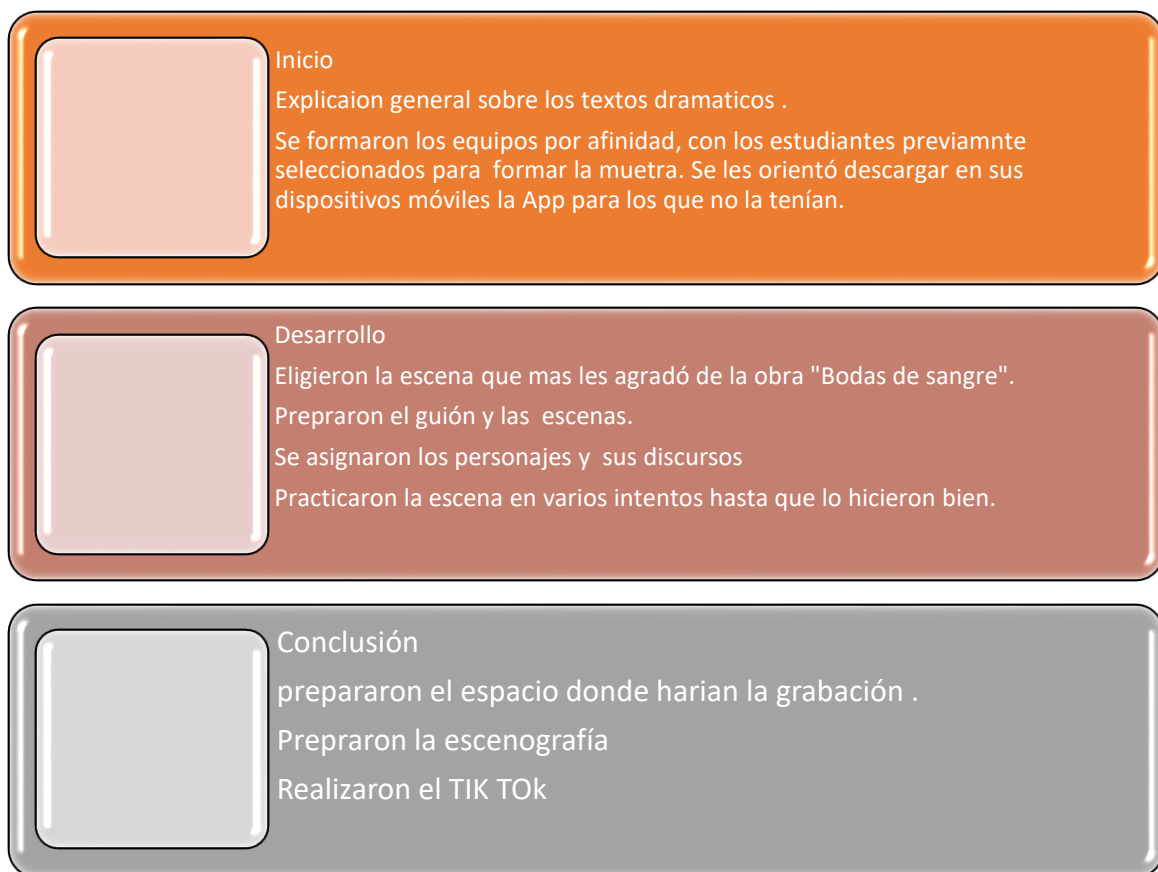 Inicio
Explicaion general sobre los textos dramaticos .
Se formaron los equipos por afinidad, con los estudiantes previamnte
seleccionados para formar la muetra. Se les orientó descargar en sus
dispositivos móviles la App para los que no la tenían.
Desarrollo
Eligieron la escena que mas les agradó de la obra "Bodas de sangre".
Prepraron el guión y las escenas.
Se asignaron los personajes y sus discursos
Practicaron la escena en varios intentos hasta que lo hicieron bien.
Conclusión
prepararon el espacio donde harian la grabación .
Prepraron la escenografía
Realizaron el TIK TOk